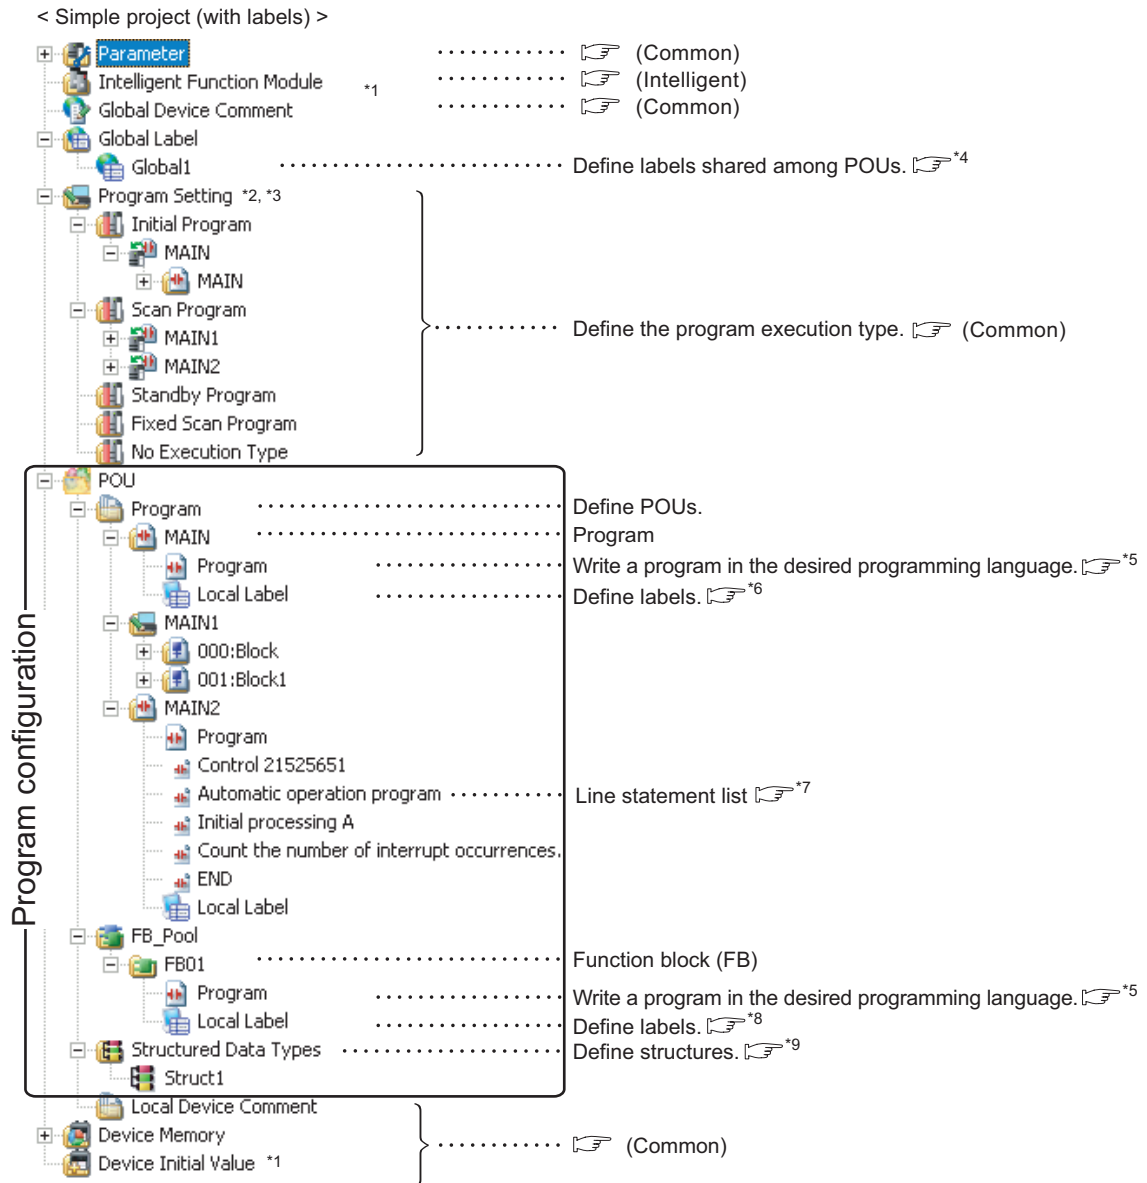 < Simple project (with labels) >
Parameter ············ (Common)
Intelligent Function Module *1 ············ (Intelligent)
Global Device Comment ············ (Common)
Global Label
Global1 ·························· Define labels shared among POUs. *4
Program Setting *2, *3
Initial Program
MAIN
MAIN
Scan Program
MAIN1
MAIN2
Define the program execution type. (Common)
Standby Program
Fixed Scan Program
No Execution Type
Program configuration
POU
Program ···························· Define POUs.
MAIN ···························· Program
Program ················· Write a program in the desired programming language. *5
Local Label ················· Define labels. *6
MAIN1
000:Block
001:Block1
MAIN2
Program
Control 21525651
Automatic operation program ··········· Line statement list *7
Initial processing A
Count the number of interrupt occurrences.
END
Local Label
FB_Pool
FB01 ···························· Function block (FB)
Program ················· Write a program in the desired programming language. *5
Local Label ················· Define labels. *8
Structured Data Types ···················· Define structures. *9
Struct1
Local Device Comment
Device Memory ············ (Common)
Device Initial Value *1